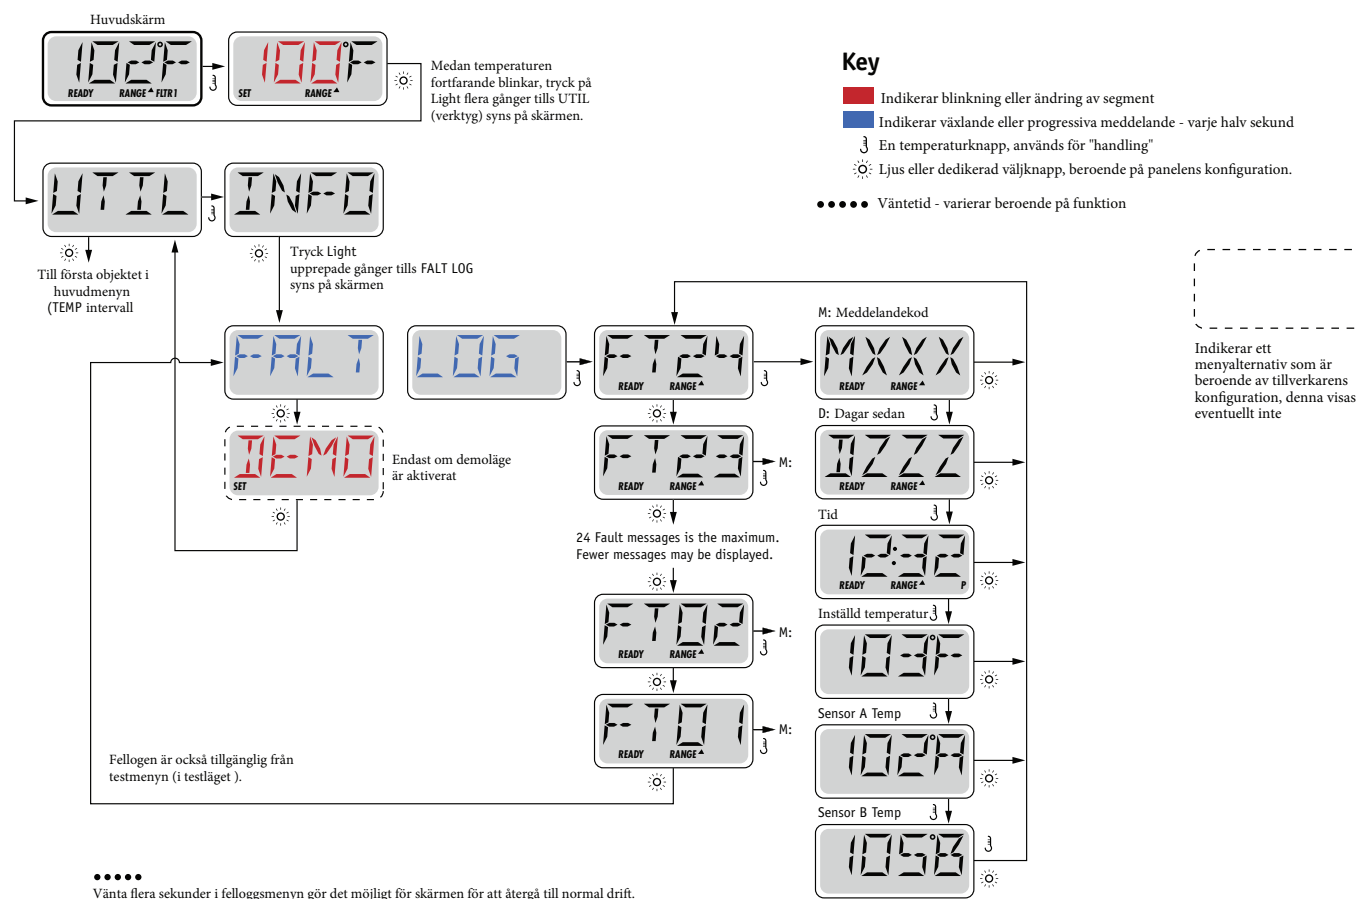 Huvudskärm
102°F
READY RANGE FLTR1
100°F
SET RANGE
Medan temperaturen
fortfarande blinkar, tryck på
Light flera gånger tills UTIL
(verktyg) syns på skärmen.
Key
Indikerar blinkning eller ändring av segment
Indikerar växlande eller progressiva meddelande - varje halv sekund
En temperaturknapp, används för "handling"
Ljus eller dedikerad väljknapp, beroende på panelens konfiguration.
Väntetid - varierar beroende på funktion
UTIL
INFO
Till första objektet i
huvudmenyn
(TEMP intervall
Tryck Light
upprepade gånger tills FALT LOG
syns på skärmen
Indikerar ett
menyalternativ som är
beroende av tillverkarens
konfiguration, denna visas
eventuellt inte
FALT
LOG
FT24
READY RANGE
M: Meddelandekod
MXXX
READY RANGE
DEMO
SET
Endast om demoläge
är aktiverat
FT23
READY RANGE
M:
D: Dagar sedan
DZZZ
READY RANGE
24 Fault messages is the maximum.
Fewer messages may be displayed.
Tid
12:32
READY RANGE P
FT02
READY RANGE
M:
Inställd temperatur
103°F
FT01
READY RANGE
M:
Sensor A Temp
102°A
Sensor B Temp
105°B
Fellogen är också tillgänglig från
testmenyn (i testläget ).
Vänta flera sekunder i felloggsmenyn gör det möjligt för skärmen för att återgå till normal drift.